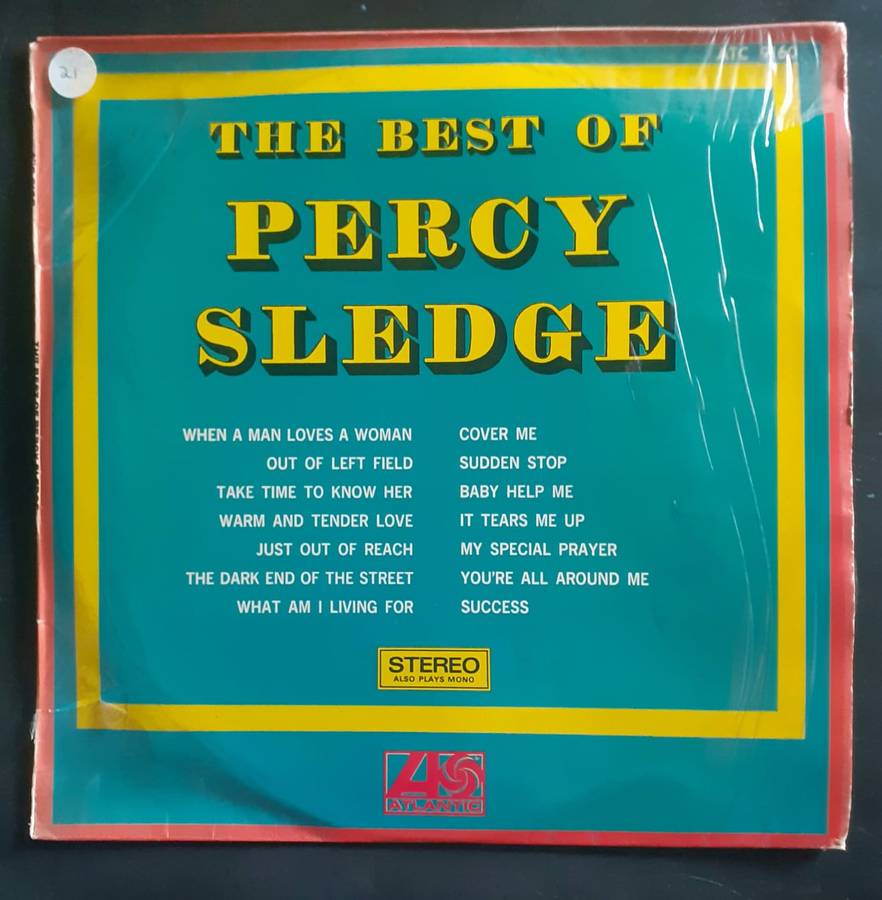 21
ATC 9160
THE BEST OF
PERCY
SLEDGE
WHEN A MAN LOVES A WOMAN
OUT OF LEFT FIELD
TAKE TIME TO KNOW HER
WARM AND TENDER LOVE
JUST OUT OF REACH
THE DARK END OF THE STREET
WHAT AM I LIVING FOR
COVER ME
SUDDEN STOP
BABY HELP ME
IT TEARS ME UP
MY SPECIAL PRAYER
YOU'RE ALL AROUND ME
SUCCESS
STEREO
ALSO PLAYS MONO
ATLANTIC